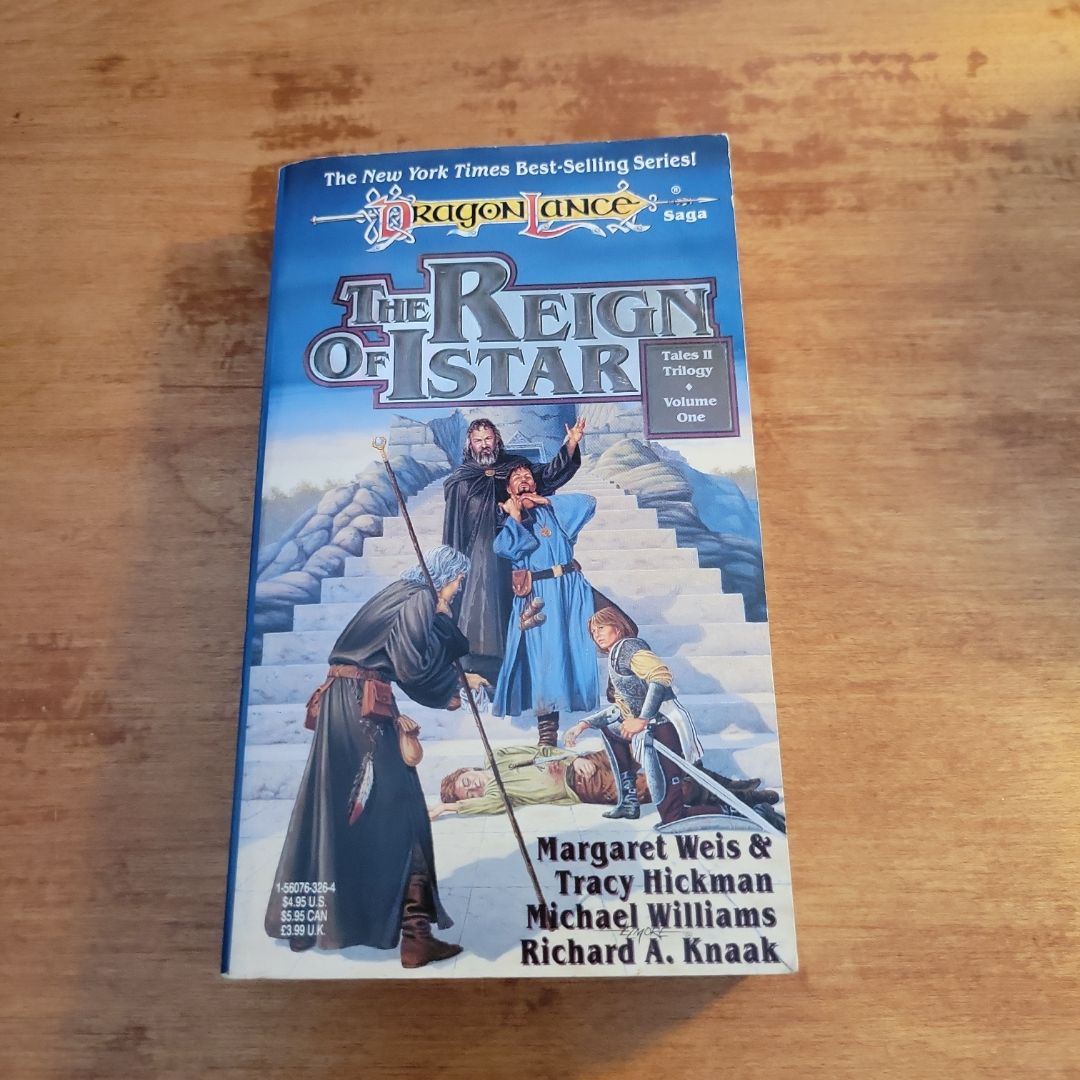 The New York Times Best-Selling Series!
DRAGONLANCE®
Saga
THE REIGN
OF ISTAR
Tales II
Trilogy
♦
Volume
One
1-56076-326-4
$4.95 U.S.
$5.95 CAN
£3.99 U.K.
Margaret Weis &
Tracy Hickman
Michael Williams
Richard A. Knaak